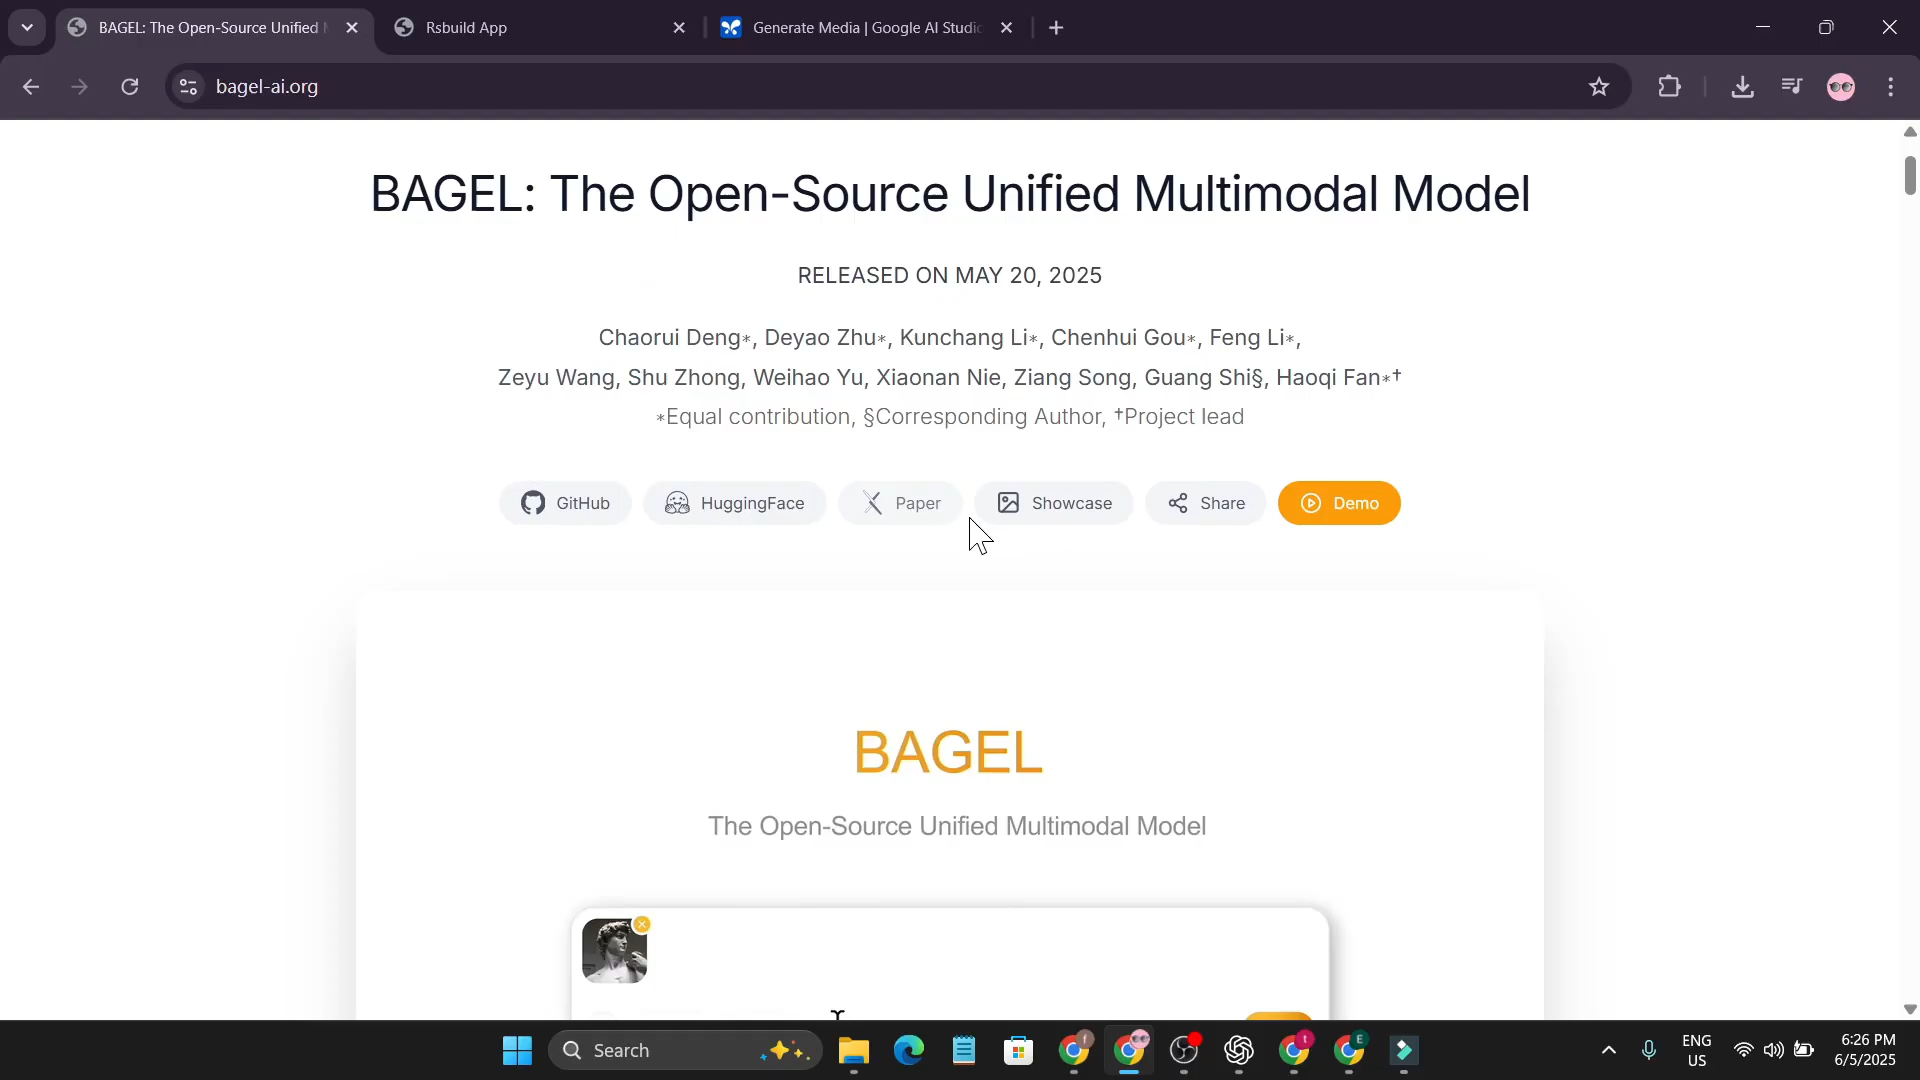 BAGEL: The Open-Source Unified
Rsbuild App
Generate Media | Google AI Studio
bagel-ai.org
BAGEL: The Open-Source Unified Multimodal Model
RELEASED ON MAY 20, 2025
Chaorui Deng*, Deyao Zhu*, Kunchang Li*, Chenhui Gou*, Feng Li*,
Zeyu Wang, Shu Zhong, Weihao Yu, Xiaonan Nie, Ziang Song, Guang Shi§, Haoqi Fan*†
*Equal contribution, §Corresponding Author, †Project lead
GitHub
HuggingFace
Paper
Showcase
Share
Demo
BAGEL
The Open-Source Unified Multimodal Model
Search
ENG
US
6:26 PM
6/5/2025